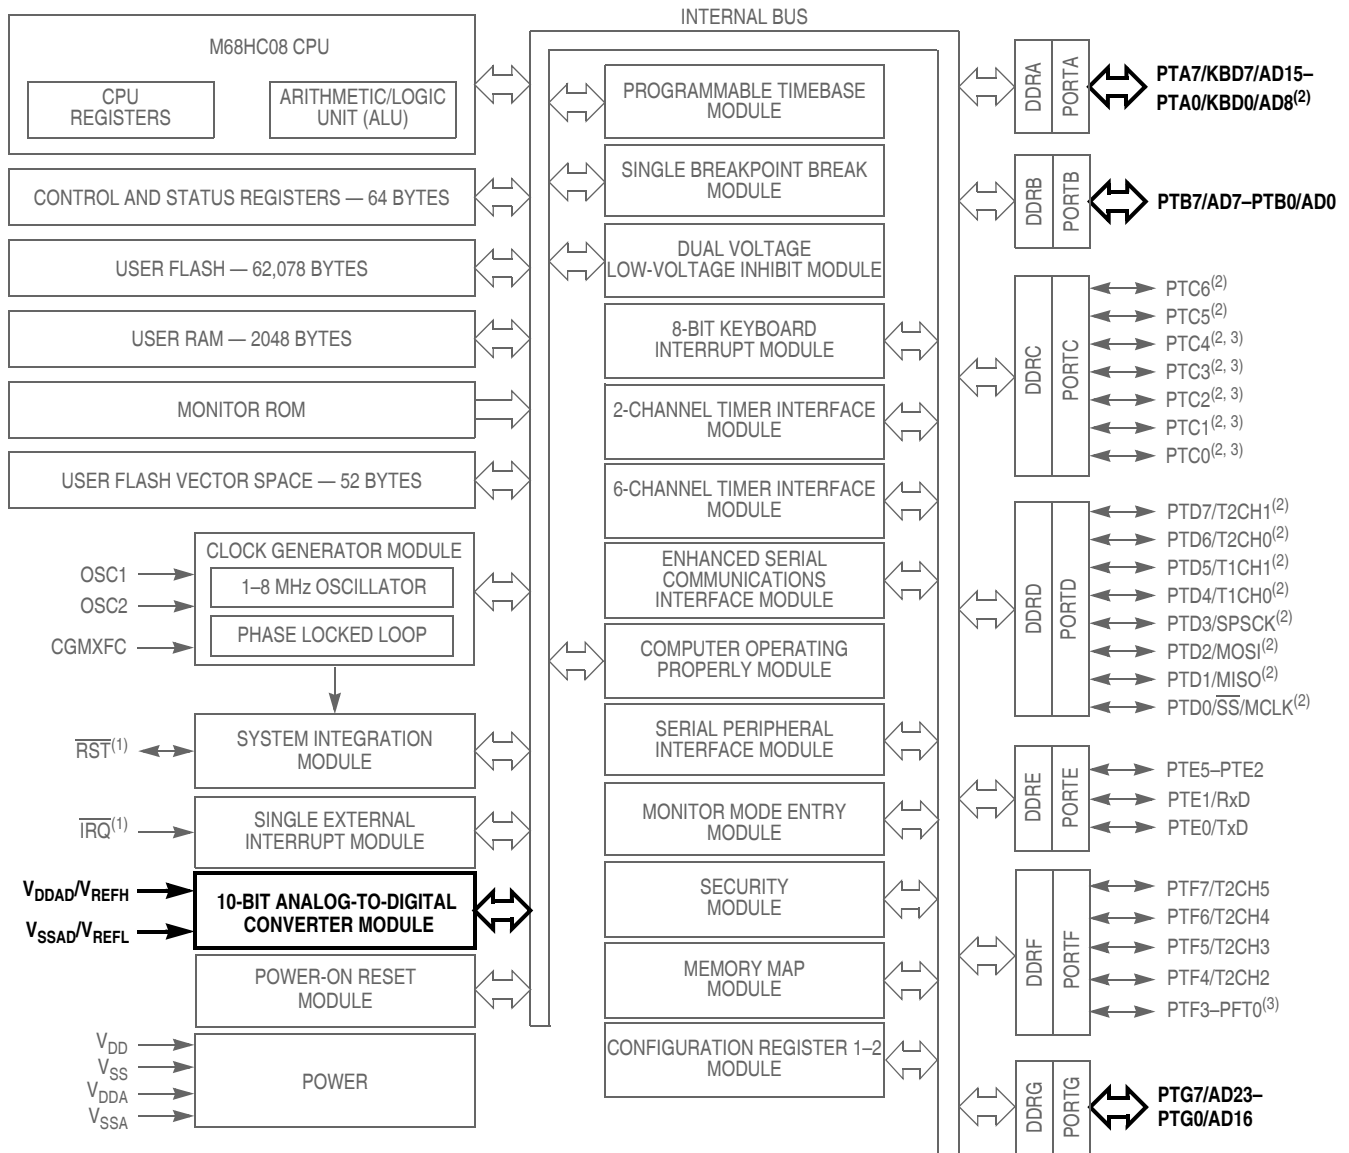 INTERNAL BUS
M68HC08 CPU
CPU
REGISTERS
ARITHMETIC/LOGIC
UNIT (ALU)
CONTROL AND STATUS REGISTERS — 64 BYTES
USER FLASH — 62,078 BYTES
USER RAM — 2048 BYTES
MONITOR ROM
USER FLASH VECTOR SPACE — 52 BYTES
CLOCK GENERATOR MODULE
1–8 MHz OSCILLATOR
PHASE LOCKED LOOP
OSC1
OSC2
CGMXFC
SYSTEM INTEGRATION
MODULE
RST(1)
SINGLE EXTERNAL
INTERRUPT MODULE
IRQ(1)
10-BIT ANALOG-TO-DIGITAL
CONVERTER MODULE
VDDAD/VREFH
VSSAD/VREFL
POWER-ON RESET
MODULE
POWER
VDD
VSS
VDDA
VSSA
PROGRAMMABLE TIMEBASE
MODULE
SINGLE BREAKPOINT BREAK
MODULE
DUAL VOLTAGE
LOW-VOLTAGE INHIBIT MODULE
8-BIT KEYBOARD
INTERRUPT MODULE
2-CHANNEL TIMER INTERFACE
MODULE
6-CHANNEL TIMER INTERFACE
MODULE
ENHANCED SERIAL
COMMUNICATIONS
INTERFACE MODULE
COMPUTER OPERATING
PROPERLY MODULE
SERIAL PERIPHERAL
INTERFACE MODULE
MONITOR MODE ENTRY
MODULE
SECURITY
MODULE
MEMORY MAP
MODULE
CONFIGURATION REGISTER 1–2
MODULE
DDRA
PORTA
PTA7/KBD7/AD15–
PTA0/KBD0/AD8(2)
DDRB
PORTB
PTB7/AD7–PTB0/AD0
DDRC
PORTC
PTC6(2)
PTC5(2)
PTC4(2, 3)
PTC3(2, 3)
PTC2(2, 3)
PTC1(2, 3)
PTC0(2, 3)
DDRD
PORTD
PTD7/T2CH1(2)
PTD6/T2CH0(2)
PTD5/T1CH1(2)
PTD4/T1CH0(2)
PTD3/SPSCK(2)
PTD2/MOSI(2)
PTD1/MISO(2)
PTD0/SS/MCLK(2)
DDRE
PORTE
PTE5–PTE2
PTE1/RxD
PTE0/TxD
DDRF
PORTF
PTF7/T2CH5
PTF6/T2CH4
PTF5/T2CH3
PTF4/T2CH2
PTF3–PFT0(3)
DDRG
PORTG
PTG7/AD23–
PTG0/AD16